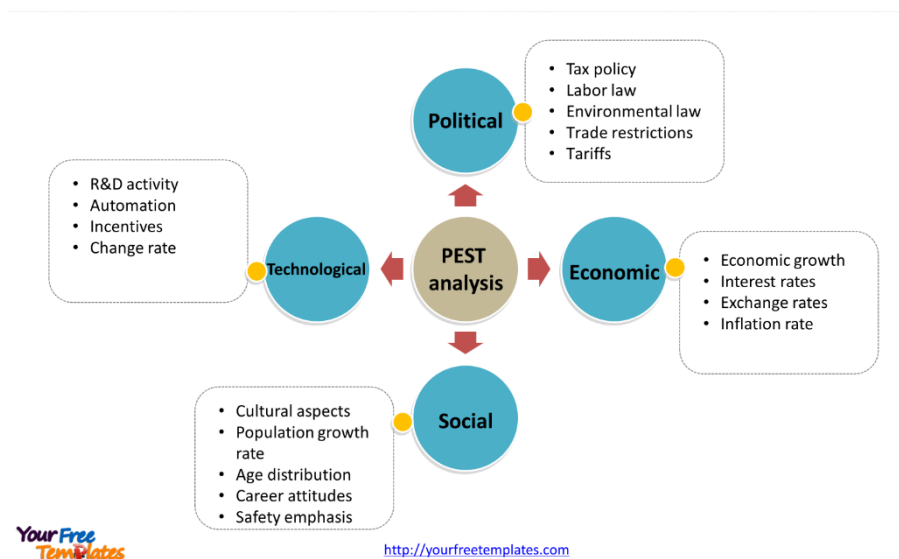 Political
• Tax policy
• Labor law
• Environmental law
• Trade restrictions
• Tariffs
• R&D activity
• Automation
• Incentives
• Change rate
Technological
PEST
analysis
Economic
• Economic growth
• Interest rates
• Exchange rates
• Inflation rate
• Cultural aspects
• Population growth
rate
• Age distribution
• Career attitudes
• Safety emphasis
Social
Your Free
Templates
http://yourfreetemplates.com